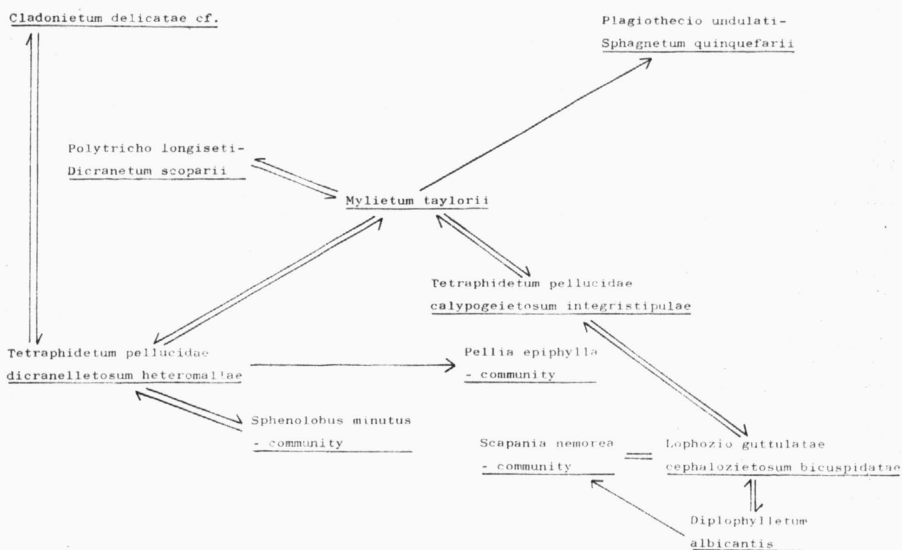 Cladonietum delicatae cf.
Plagiothecio undulati-
Sphagnetum quinquefarii
Polytricho longiseti-
Dicranetum scoparii
Mylietum taylorii
Tetraphidetum pellucidae
calypogeietosum integristipulae
Tetraphidetum pellucidae
dicranelletosum heteromallae
Pellia epiphylla
- community
Sphenolobus minutus
- community
Scapania nemorea
- community
Lophozio guttulatae
cephalozietosum bicuspidatae
Diplophylletum
albicantis